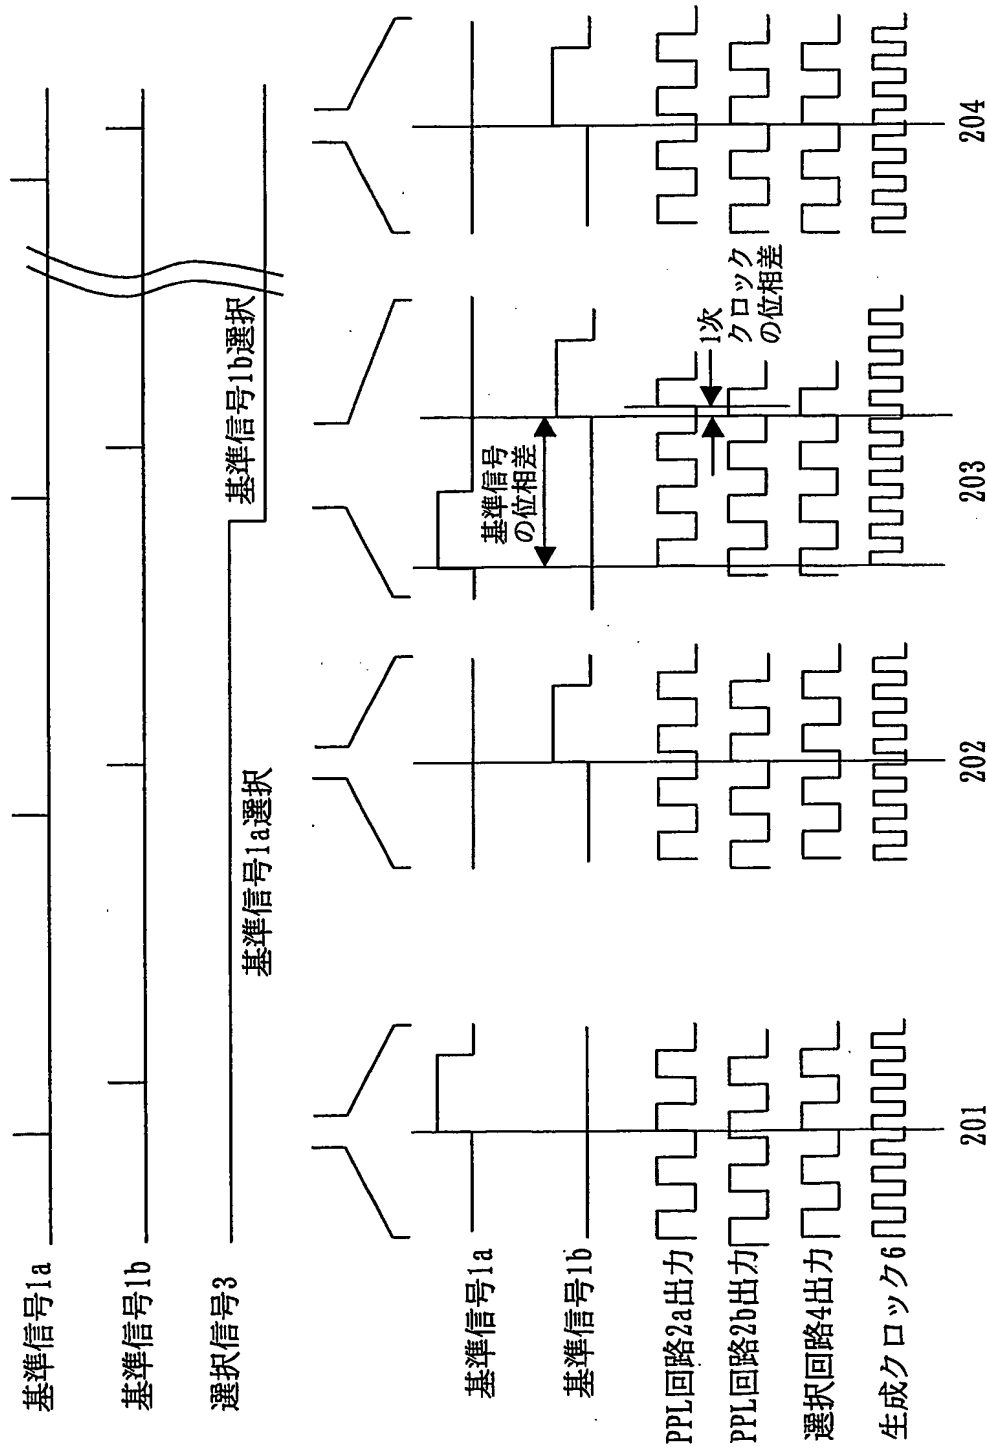 基準信号1a
基準信号1b
選択信号3
基準信号1a選択
基準信号1b選択
基準信号1a
基準信号1b
基準信号
の位相差
PPL回路2a出力
PPL回路2b出力
1次
クロック
の位相差
選択回路4出力
生成クロック6
201
202
203
204